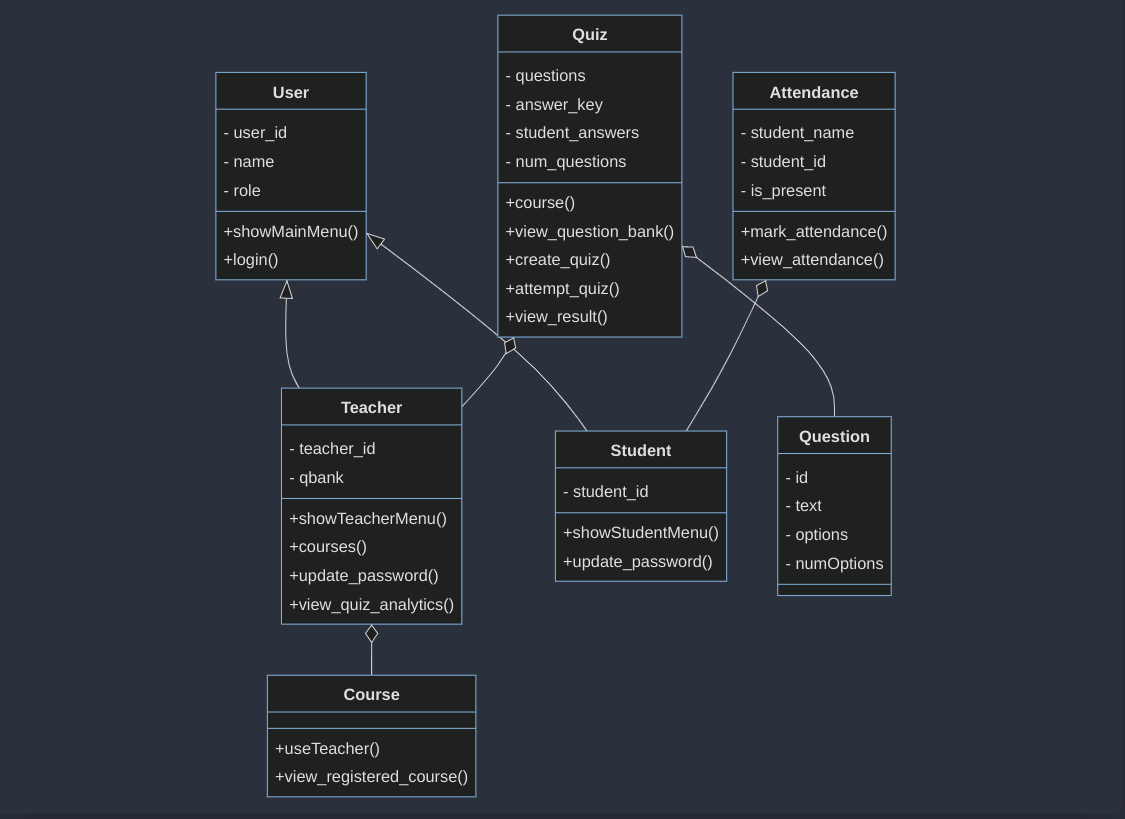 Quiz
- questions
- answer_key
- student_answers
- num_questions
+course()
+view_question_bank()
+create_quiz()
+attempt_quiz()
+view_result()
User
- user_id
- name
- role
+showMainMenu()
+login()
Attendance
- student_name
- student_id
- is_present
+mark_attendance()
+view_attendance()
Teacher
- teacher_id
- qbank
+showTeacherMenu()
+courses()
+update_password()
+view_quiz_analytics()
Student
- student_id
+showStudentMenu()
+update_password()
Question
- id
- text
- options
- numOptions
Course
+useTeacher()
+view_registered_course()